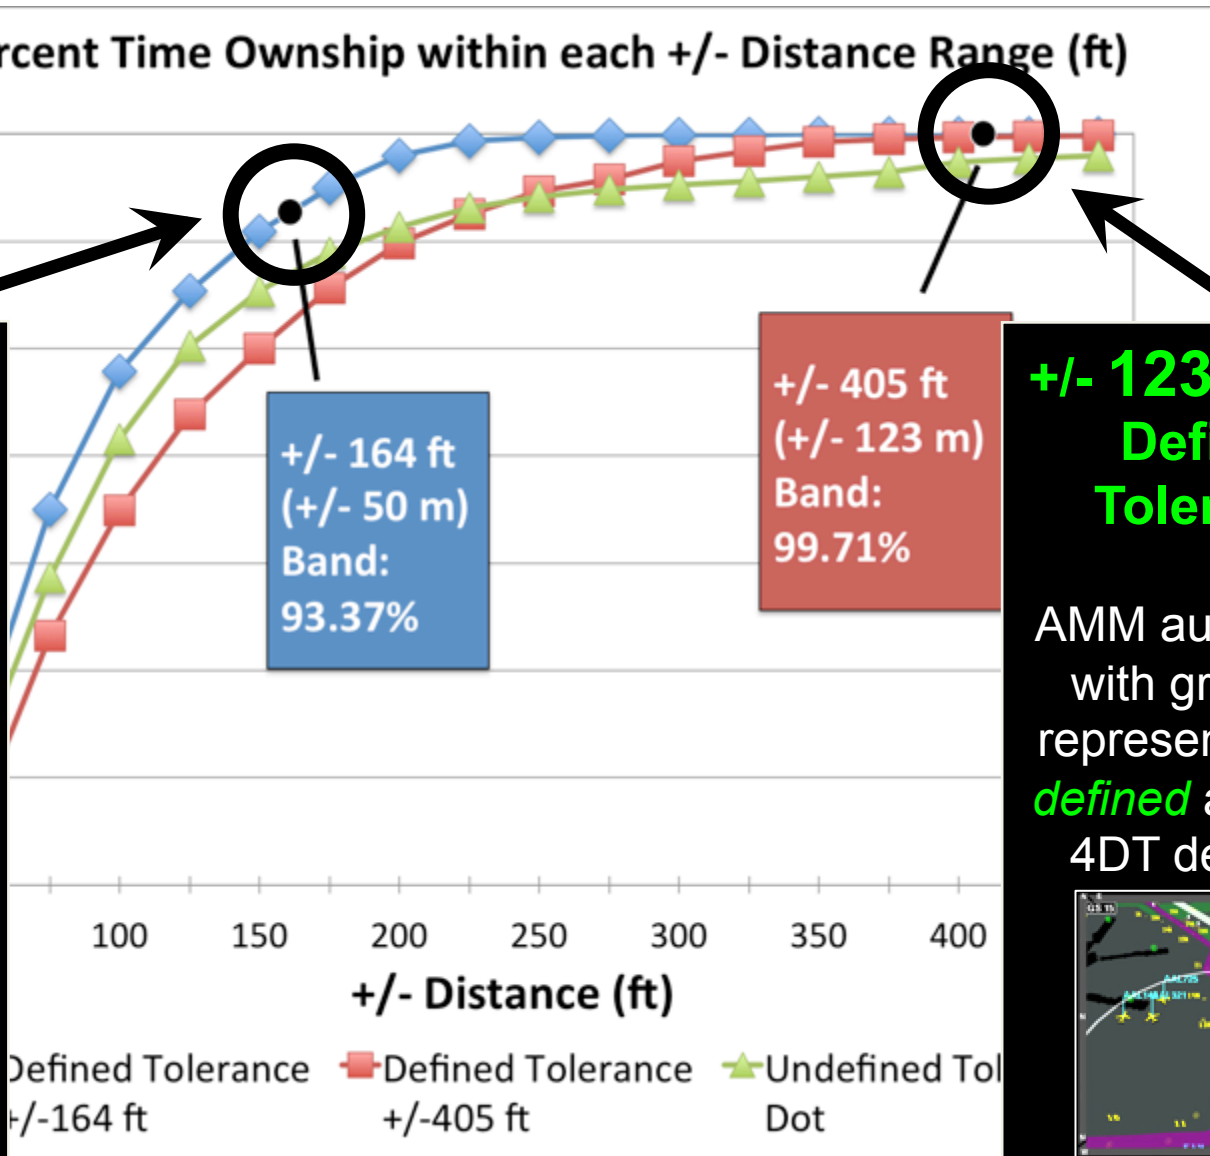 rcent Time Ownship within each +/- Distance Range (ft)
+/- 164 ft
(+/- 50 m)
Band:
93.37%
+/- 405 ft
(+/- 123 m)
Band:
99.71%
+/- 123
Defi
Toler
AMM au
with gr
represen
defined a
4DT de
100 150 200 250 300 350 400
+/- Distance (ft)
Defined Tolerance +/-164 ft
Defined Tolerance +/-405 ft
Undefined Tol Dot